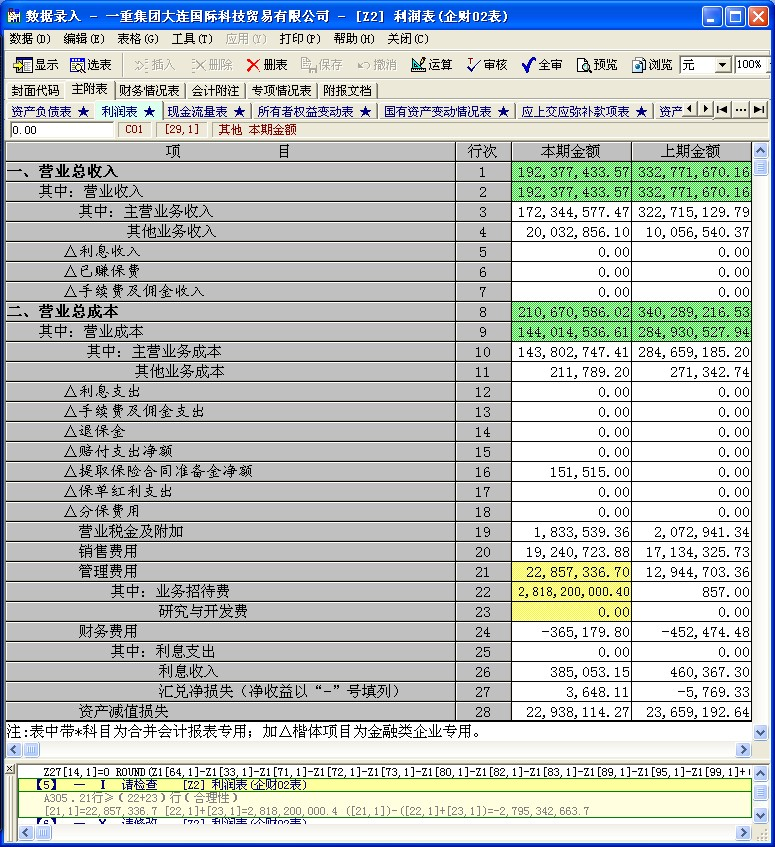 数据录入 - 一重集团大连国际科技贸易有限公司 - [Z2] 利润表(企财02表)
数据(D) 编辑(E) 表格(G) 工具(T) 应用(Y) 打印(P) 帮助(H) 关闭(C)
显示 选表 插入 删除 删表 保存 撤消 运算 审核 全审 预览 浏览 元 100%
封面代码 主附表 财务情况表 会计附注 专项情况表 附报文档
资产负债表 ★ 利润表 ★ 现金流量表 ★ 所有者权益变动表 ★ 国有资产变动情况表 ★ 应上交应弥补款项表 ★ 资产
0.00 C01 [29,1] 其他 本期金额
项 目 行次 本期金额 上期金额
一、营业总收入 1 192,377,433.57 332,771,670.16
其中：营业收入 2 192,377,433.57 332,771,670.16
其中：主营业务收入 3 172,344,577.47 322,715,129.79
其他业务收入 4 20,032,856.10 10,056,540.37
△利息收入 5 0.00 0.00
△已赚保费 6 0.00 0.00
△手续费及佣金收入 7 0.00 0.00
二、营业总成本 8 210,670,586.02 340,289,216.53
其中：营业成本 9 144,014,536.61 284,930,527.94
其中：主营业务成本 10 143,802,747.41 284,659,185.20
其他业务成本 11 211,789.20 271,342.74
△利息支出 12 0.00 0.00
△手续费及佣金支出 13 0.00 0.00
△退保金 14 0.00 0.00
△赔付支出净额 15 0.00 0.00
△提取保险合同准备金净额 16 151,515.00 0.00
△保单红利支出 17 0.00 0.00
△分保费用 18 0.00 0.00
营业税金及附加 19 1,833,539.36 2,072,941.34
销售费用 20 19,240,723.88 17,134,325.73
管理费用 21 22,857,336.70 12,944,703.36
其中：业务招待费 22 2,818,200,000.40 857.00
研究与开发费 23 0.00 0.00
财务费用 24 -365,179.80 -452,474.48
其中：利息支出 25 0.00 0.00
利息收入 26 385,053.15 460,367.30
汇兑净损失（净收益以“-”号填列） 27 3,648.11 -5,769.33
资产减值损失 28 22,938,114.27 23,659,192.64
注:表中带*科目为合并会计报表专用；加△楷体项目为金融类企业专用。
Z27[14,1]=0 ROUND(Z1[64,1]-Z1[33,1]-Z1[71,1]-Z1[72,1]-Z1[73,1]-Z1[80,1]-Z1[82,1]-Z1[83,1]-Z1[89,1]-Z1[95,1]-Z1[99,1]+
【5】 — I 请检查 [Z2] 利润表(企财02表)
A305．21行≥（22+23）行（合理性）
[21,1]=22,857,336.7 [22,1]+[23,1]=2,818,200,000.4 ([21,1])-([22,1]+[23,1])=-2,795,342,663.7